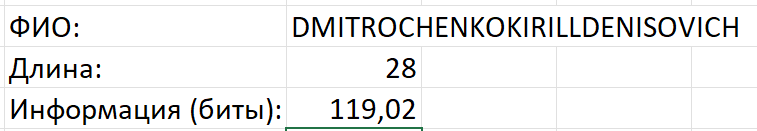 ФИО: DMITROCHENKOKIRILLDENISOVICH
Длина: 28
Информация (биты): 119,02